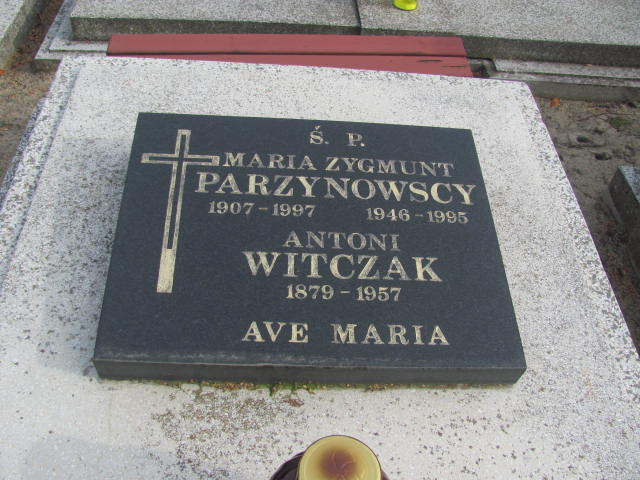 Ś. P.
MARIA ZYGMUNT
PARZYNOWSCY
1907-1997 1946-1995
ANTONI
WITCZAK
1879-1957
AVE MARIA